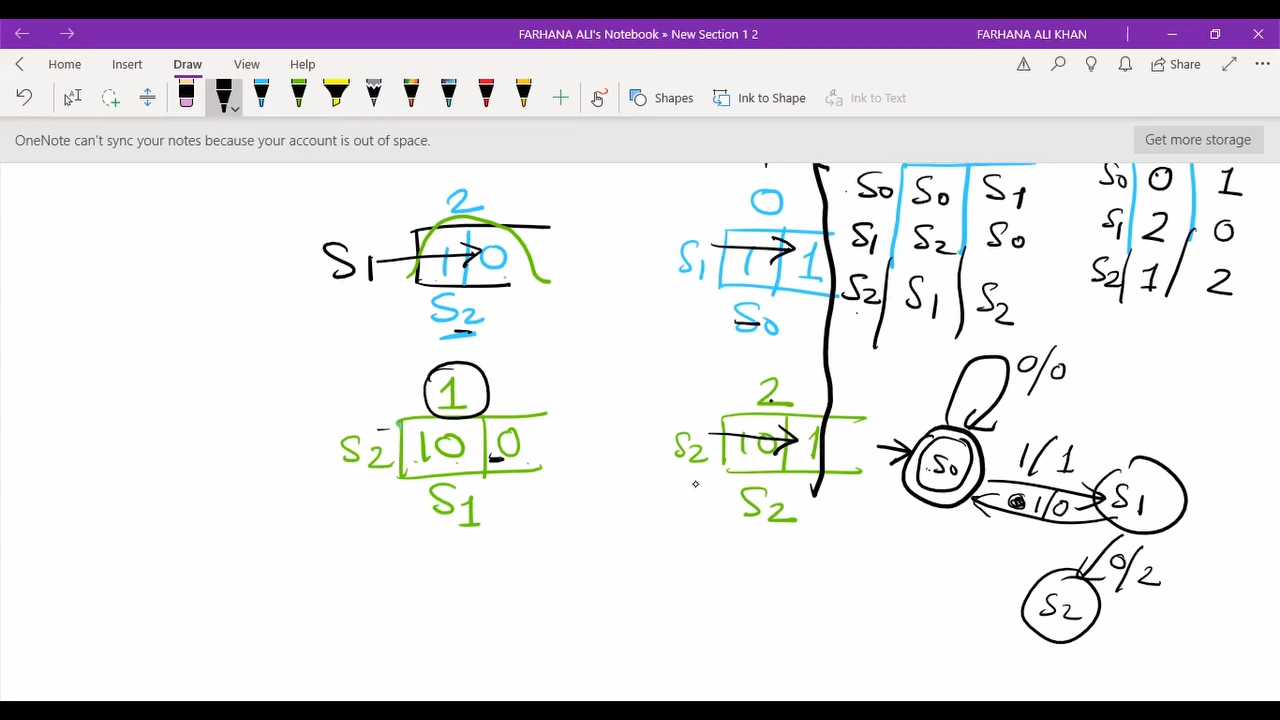 FARHANA ALI's Notebook » New Section 1 2
FARHANA ALI KHAN
Home Insert Draw View Help
Share
Shapes
Ink to Shape
Ink to Text
OneNote can't sync your notes because your account is out of space.
Get more storage
2
S1 1 0
S2
0
S1 1 1
S0
1
S2 10 0
S1
2
S2 10 1
S2
S0 S0 S1
S1 S2 S0
S2 S1 S2
S0 0 1
S1 2 0
S2 1 2
0/0
S0
1/1
1/0
S1
0/2
S2